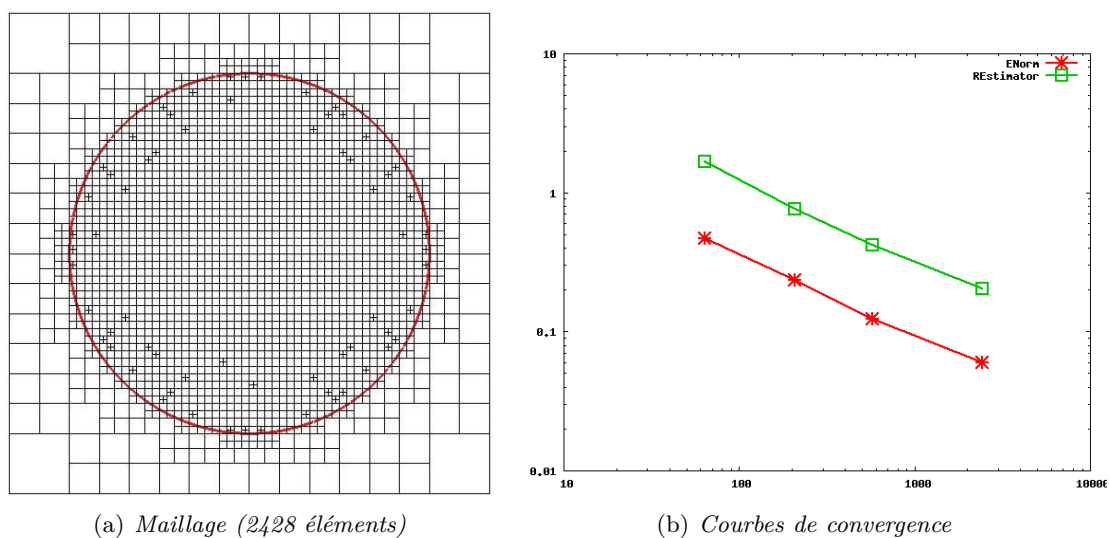 10
1
0.1
0.01
10
100
1000
10000
ENorm
REstimator
(a) Maillage (2428 éléments)
(b) Courbes de convergence